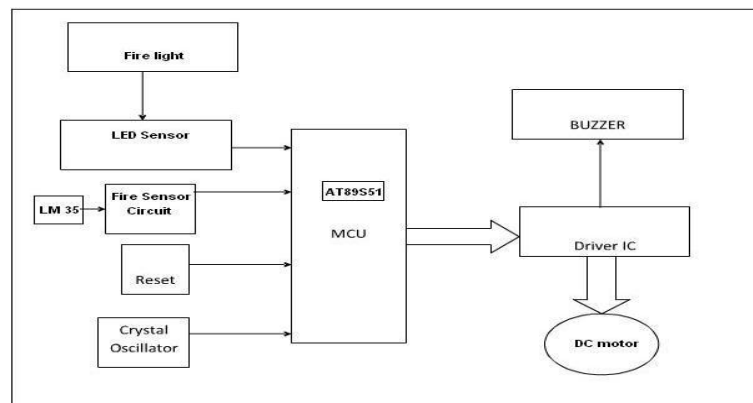 Fire light
LED Sensor
BUZZER
AT89S51
LM 35
Fire Sensor
Circuit
MCU
Driver IC
Reset
Crystal
Oscillator
DC motor